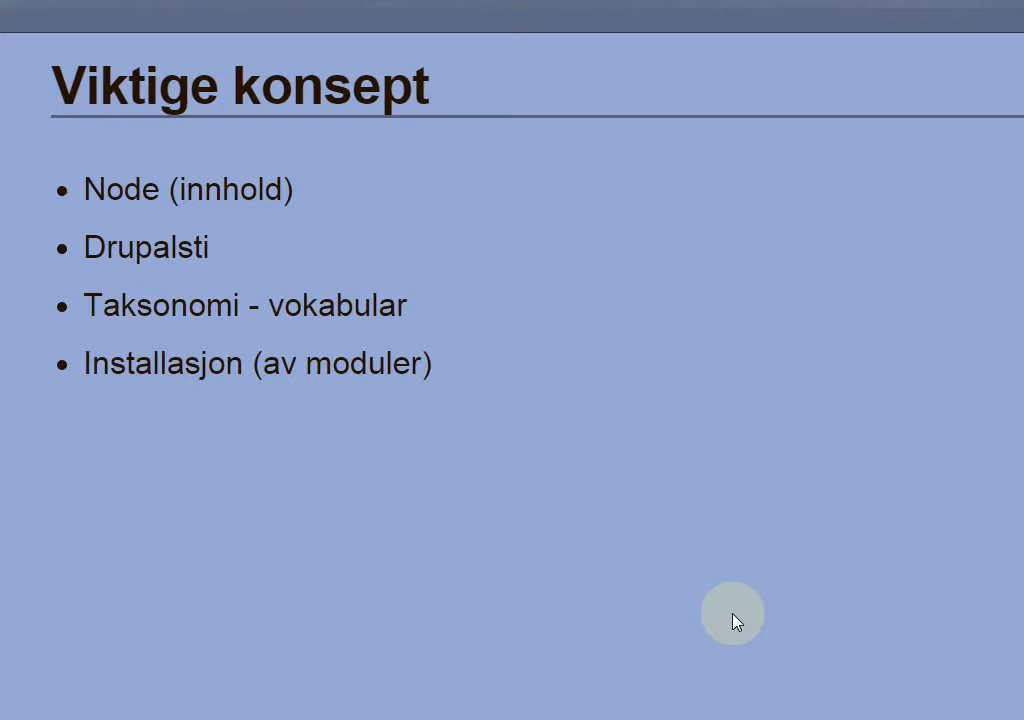 Viktige konsept
• Node (innhold)
• Drupalsti
• Taksonomi - vokabular
• Installasjon (av moduler)